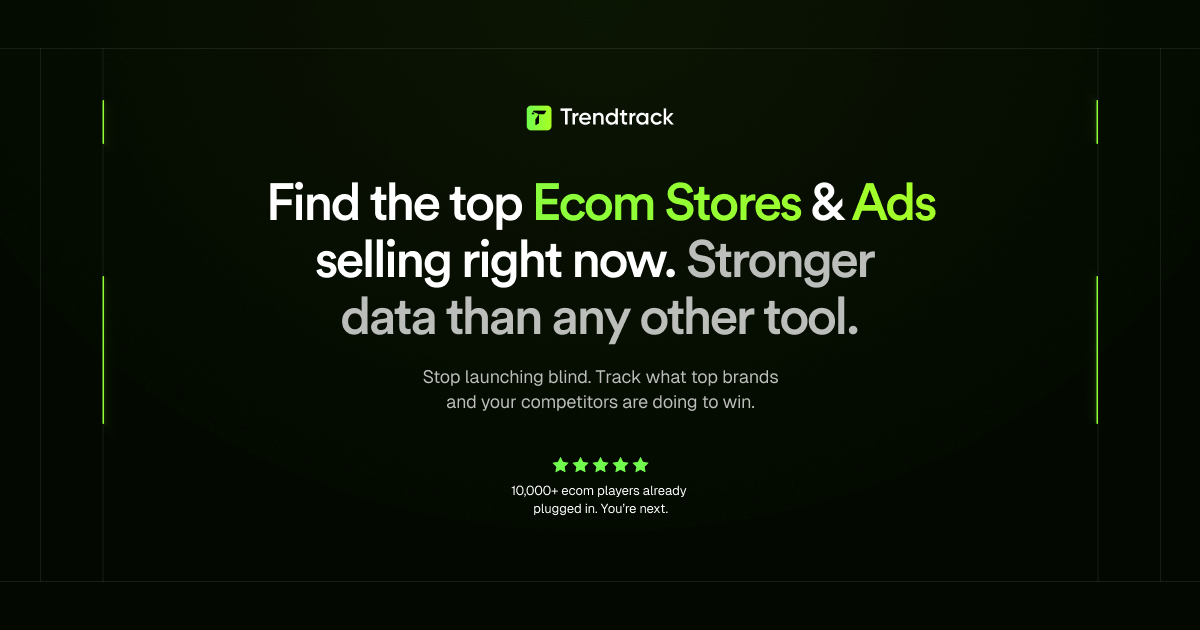 Trendtrack
Find the top Ecom Stores & Ads
selling right now. Stronger
data than any other tool.
Stop launching blind. Track what top brands
and your competitors are doing to win.
10,000+ ecom players already
plugged in. You're next.